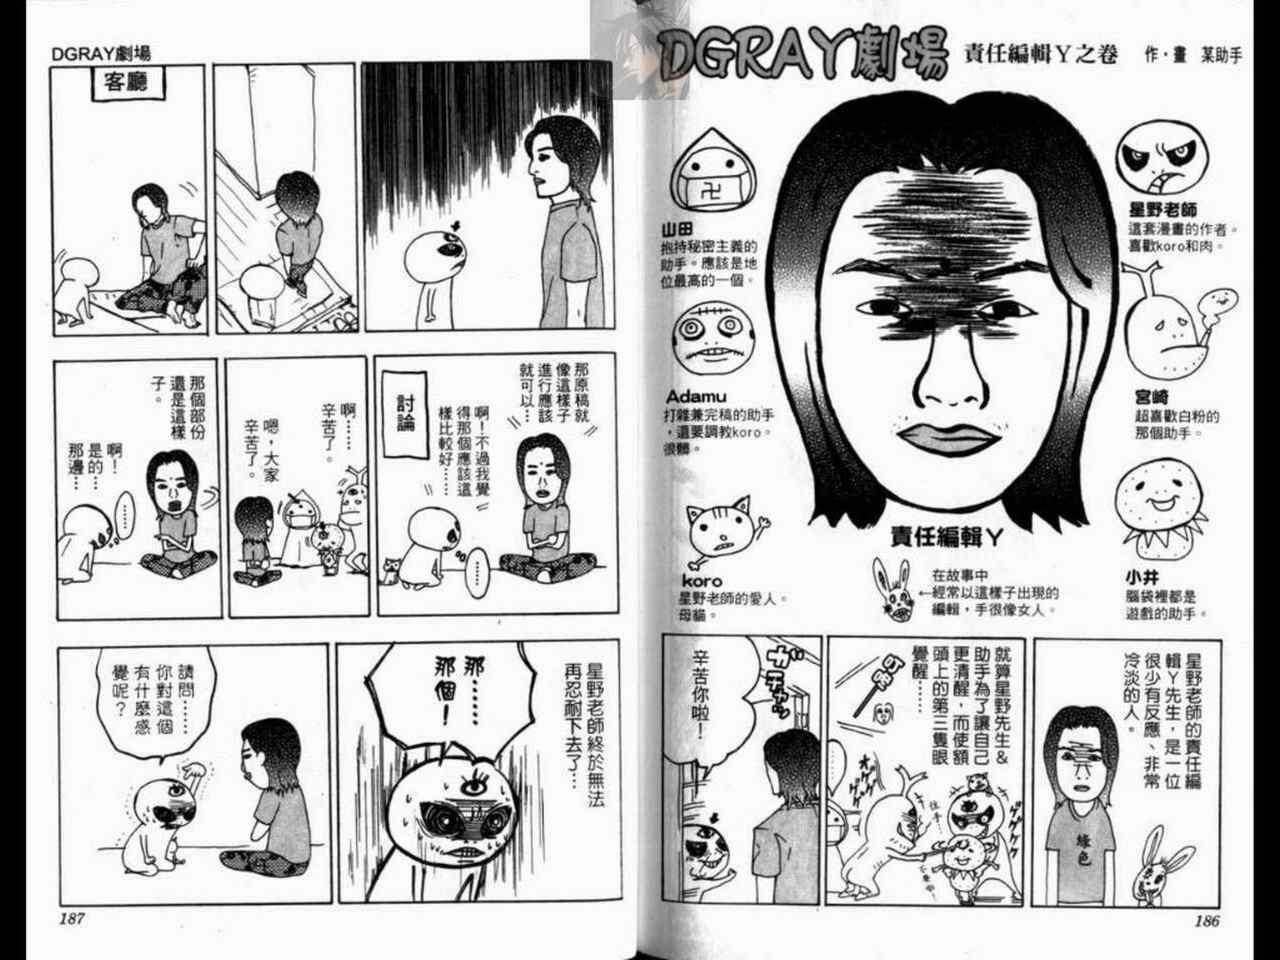 DGRAY劇場
責任編輯Y之卷
作・畫 某助手
星野老師
這套漫畫的作者。
喜歡koro和肉。
宮崎
超喜歡白粉的
那個助手。
小井
腦袋裡都是
遊戲的助手。
山田
抱持秘密主義的
助手。應該是地
位最高的一個。
Adamu
打雜兼完稿的助手
，還要調教koro。
很髒。
koro
星野老師的愛人。
母貓。
責任編輯Y
在故事中
←經常以這樣子出現的
編輯，手很像女人。
星野老師的責任編
輯Y先生，是一位
很少有反應、非常
冷淡的人。
綠色
就算星野先生&
助手為了讓自己
更清醒，而使額
頭上的第三隻眼
覺醒……
住手…
不要啊！
辛苦你啦！
ガチャッ
186
DGRAY劇場
客廳
那原稿就
像這樣子
進行應該
就可以…
啊！不過我覺
得那個應該這
樣比較好……
討論
……
啊……
辛苦了。
嗯，大家
辛苦了。
那個部份
還是這樣
子。
啊！
是的…
那邊…
……
星野老師終於無法
再忍耐下去了…
那……
那個！
請問……
你對這個
有什麼感
覺呢？
187